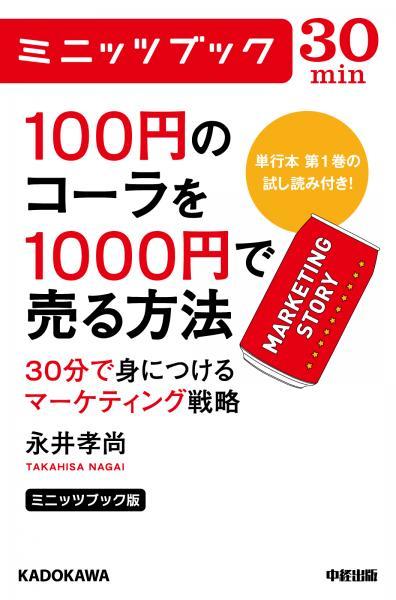 ミニッツブック
30
min
単行本 第1巻の
試し読み付き!
100円の
コーラを
1000円で
売る方法
MARKETING
STORY
30分で身につける
マーケティング戦略
永井孝尚
TAKAHISA NAGAI
ミニッツブック版
KADOKAWA
中経出版